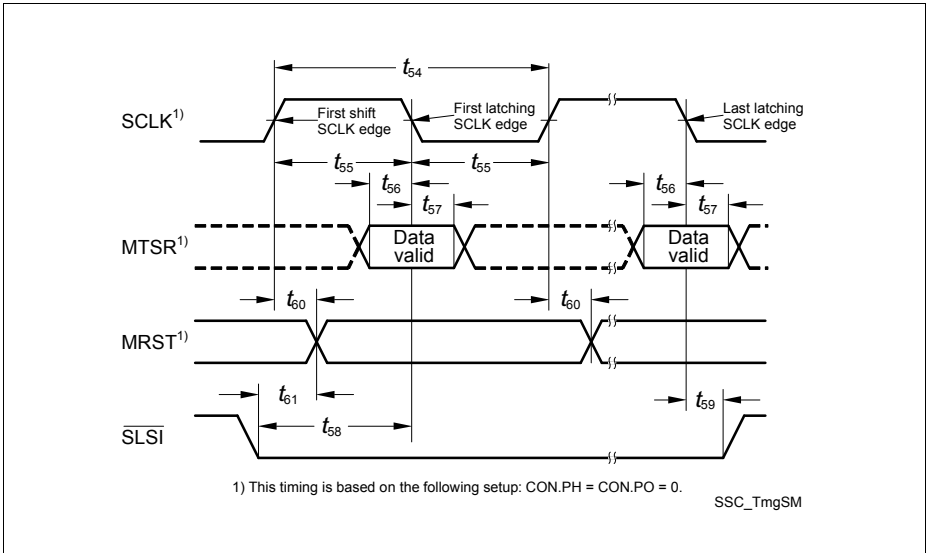 t54
SCLK1)
First shift
SCLK edge
First latching
SCLK edge
Last latching
SCLK edge
t55
t55
t56
t57
t56
t57
MTSR1)
Data
valid
Data
valid
t60
t60
MRST1)
t61
t58
t59
SLSI
1) This timing is based on the following setup: CON.PH = CON.PO = 0.
SSC_TmgSM